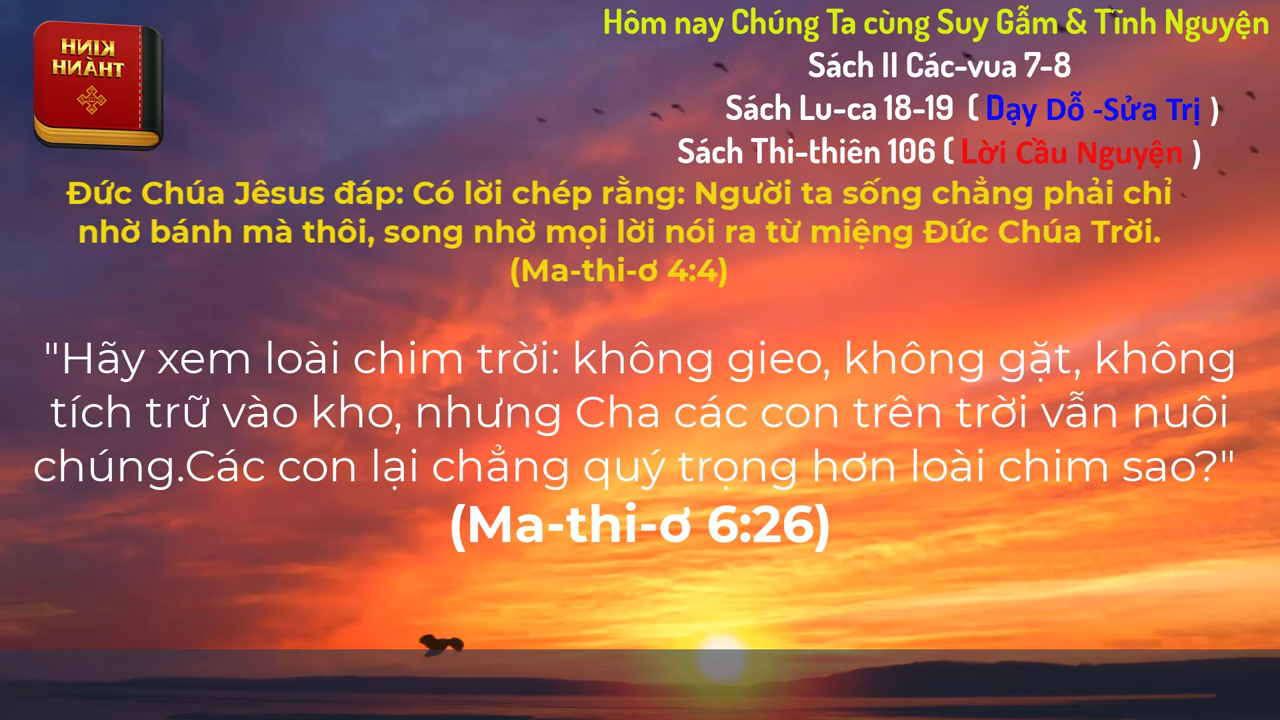 KINH
THÀNH
Hôm nay Chúng Ta cùng Suy Gẫm & Tĩnh Nguyện
Sách II Các-vua 7-8
Sách Lu-ca 18-19 ( Dạy Dỗ -Sửa Trị )
Sách Thi-thiên 106 ( Lời Cầu Nguyện )
Đức Chúa Jêsus đáp: Có lời chép rằng: Người ta sống chẳng phải chỉ
nhờ bánh mà thôi, song nhờ mọi lời nói ra từ miệng Đức Chúa Trời.
(Ma-thi-ơ 4:4)
"Hãy xem loài chim trời: không gieo, không gặt, không
tích trữ vào kho, nhưng Cha các con trên trời vẫn nuôi
chúng.Các con lại chẳng quý trọng hơn loài chim sao?"
(Ma-thi-ơ 6:26)